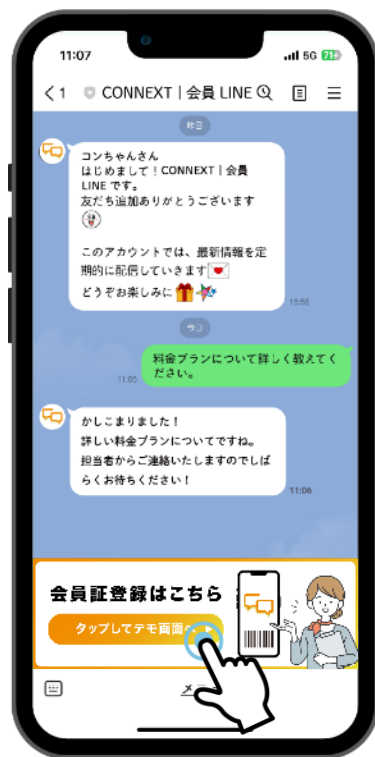 11:07
5G 71
1 CONNEXT｜会員 LINE
昨日
コンちゃんさん
はじめまして！CONNEXT｜会員
LINE です。
友だち追加ありがとうございます
このアカウントでは、最新情報を定
期的に配信していきます
どうぞお楽しみに
15:55
今日
料金プランについて詳しく教えてく
ださい。
11:05
かしこまりました！
詳しい料金プランについてですね。
担当者からご連絡いたしますのでしば
らくお待ちください！
11:06
会員証登録はこちら
タップしてデモ画面へ